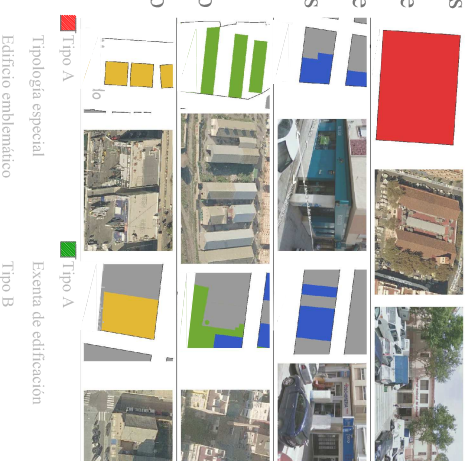 Tipo A
Tipología especial
Edificio emblemático
Tipo A
Exenta de edificación
Tipo B